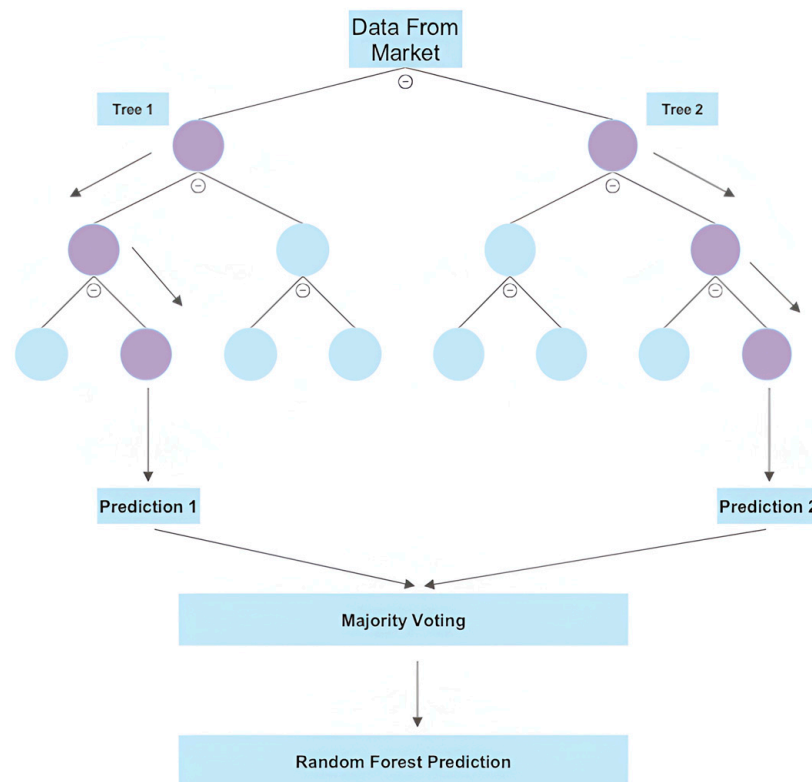 Data From
Market
Tree 1
Tree 2
Prediction 1
Prediction 2
Majority Voting
Random Forest Prediction